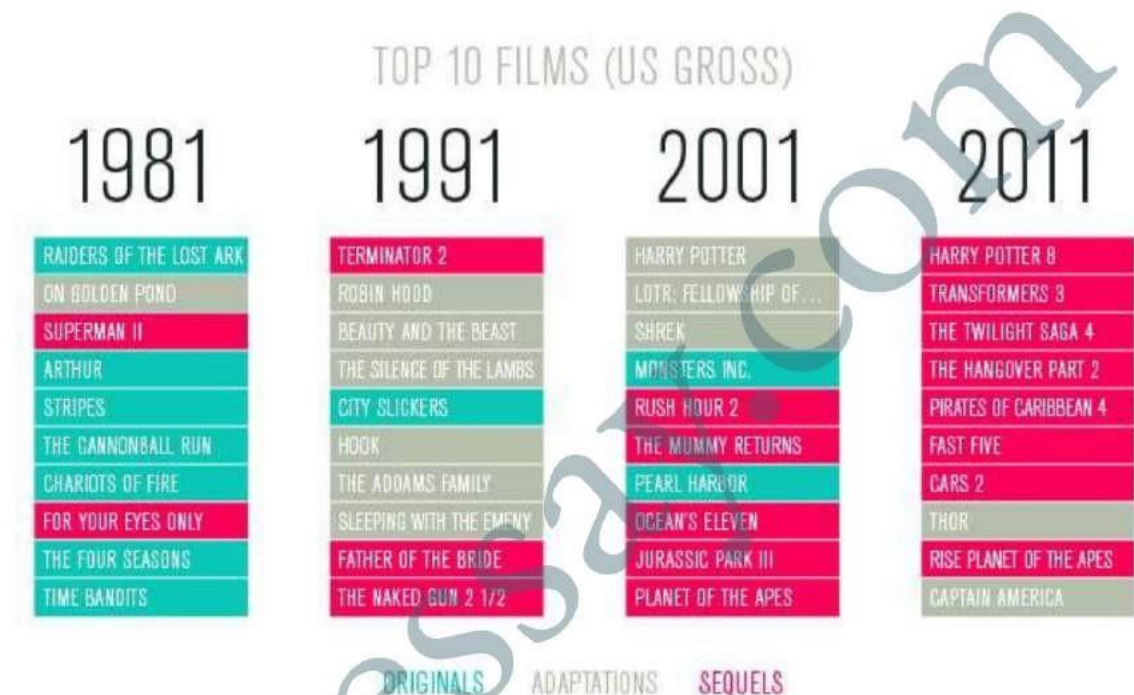 TOP 10 FILMS (US GROSS)
1981
RAIDERS OF THE LOST ARK
ON GOLDEN POND
SUPERMAN II
ARTHUR
STRIPES
THE CANNONBALL RUN
CHARIOTS OF FIRE
FOR YOUR EYES ONLY
THE FOUR SEASONS
TIME BANDITS
1991
TERMINATOR 2
ROBIN HOOD
BEAUTY AND THE BEAST
THE SILENCE OF THE LAMBS
CITY SLICKERS
HOOK
THE ADDAMS FAMILY
SLEEPING WITH THE EMENY
FATHER OF THE BRIDE
THE NAKED GUN 2 1/2
2001
HARRY POTTER
LOTR: FELLOWSHIP OF...
SHREK
MONSTERS INC.
RUSH HOUR 2
THE MUMMY RETURNS
PEARL HARBOR
OCEAN'S ELEVEN
JURASSIC PARK III
PLANET OF THE APES
2011
HARRY POTTER 8
TRANSFORMERS 3
THE TWILIGHT SAGA 4
THE HANGOVER PART 2
PIRATES OF CARIBBEAN 4
FAST FIVE
CARS 2
THOR
RISE PLANET OF THE APES
CAPTAIN AMERICA
ORIGINALS ADAPTATIONS SEQUELS
essay.com